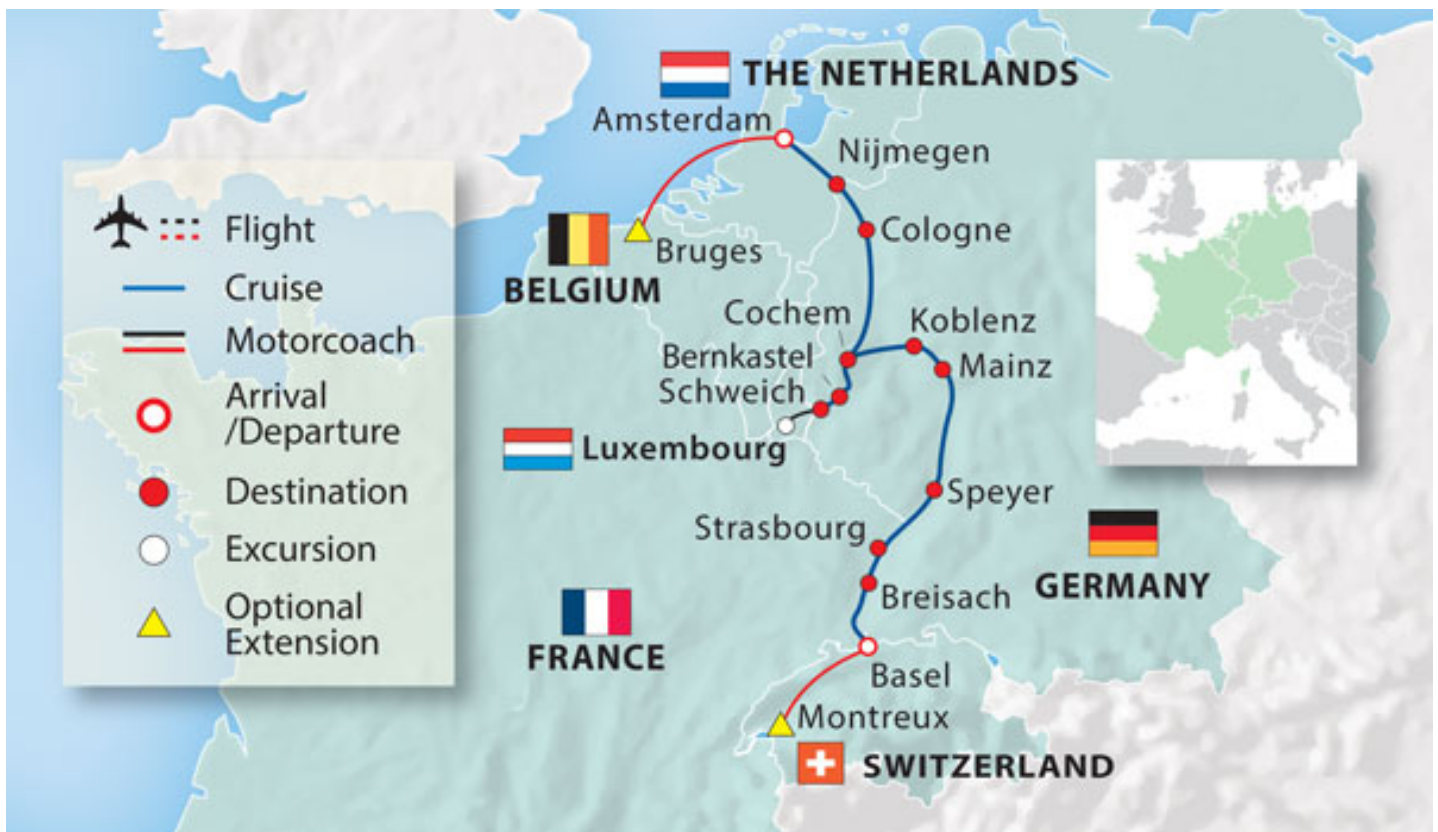 THE NETHERLANDS
Amsterdam
Nijmegen
Flight
Cologne
Bruges
BELGIUM
Cruise
Motorcoach
Cochem
Koblenz
Bernkastel
Mainz
Schweich
Arrival
/Departure
Luxembourg
Destination
Speyer
Strasbourg
Excursion
GERMANY
Breisach
Optional
Extension
FRANCE
Basel
Montreux
SWITZERLAND